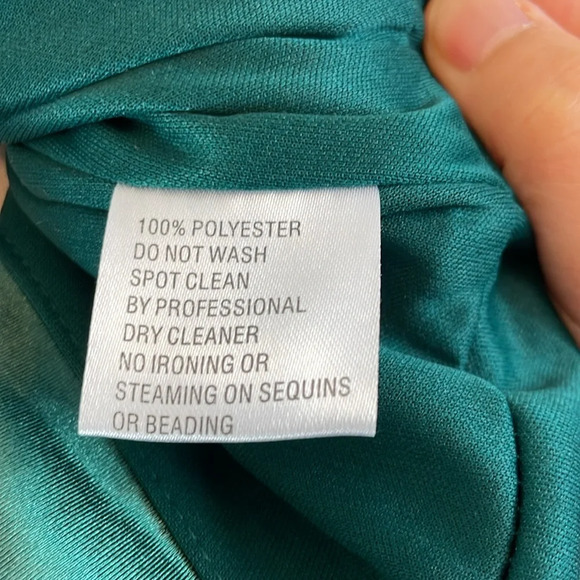 100% POLYESTER
DO NOT WASH
SPOT CLEAN
BY PROFESSIONAL
DRY CLEANER
NO IRONING OR
STEAMING ON SEQUINS
OR BEADING